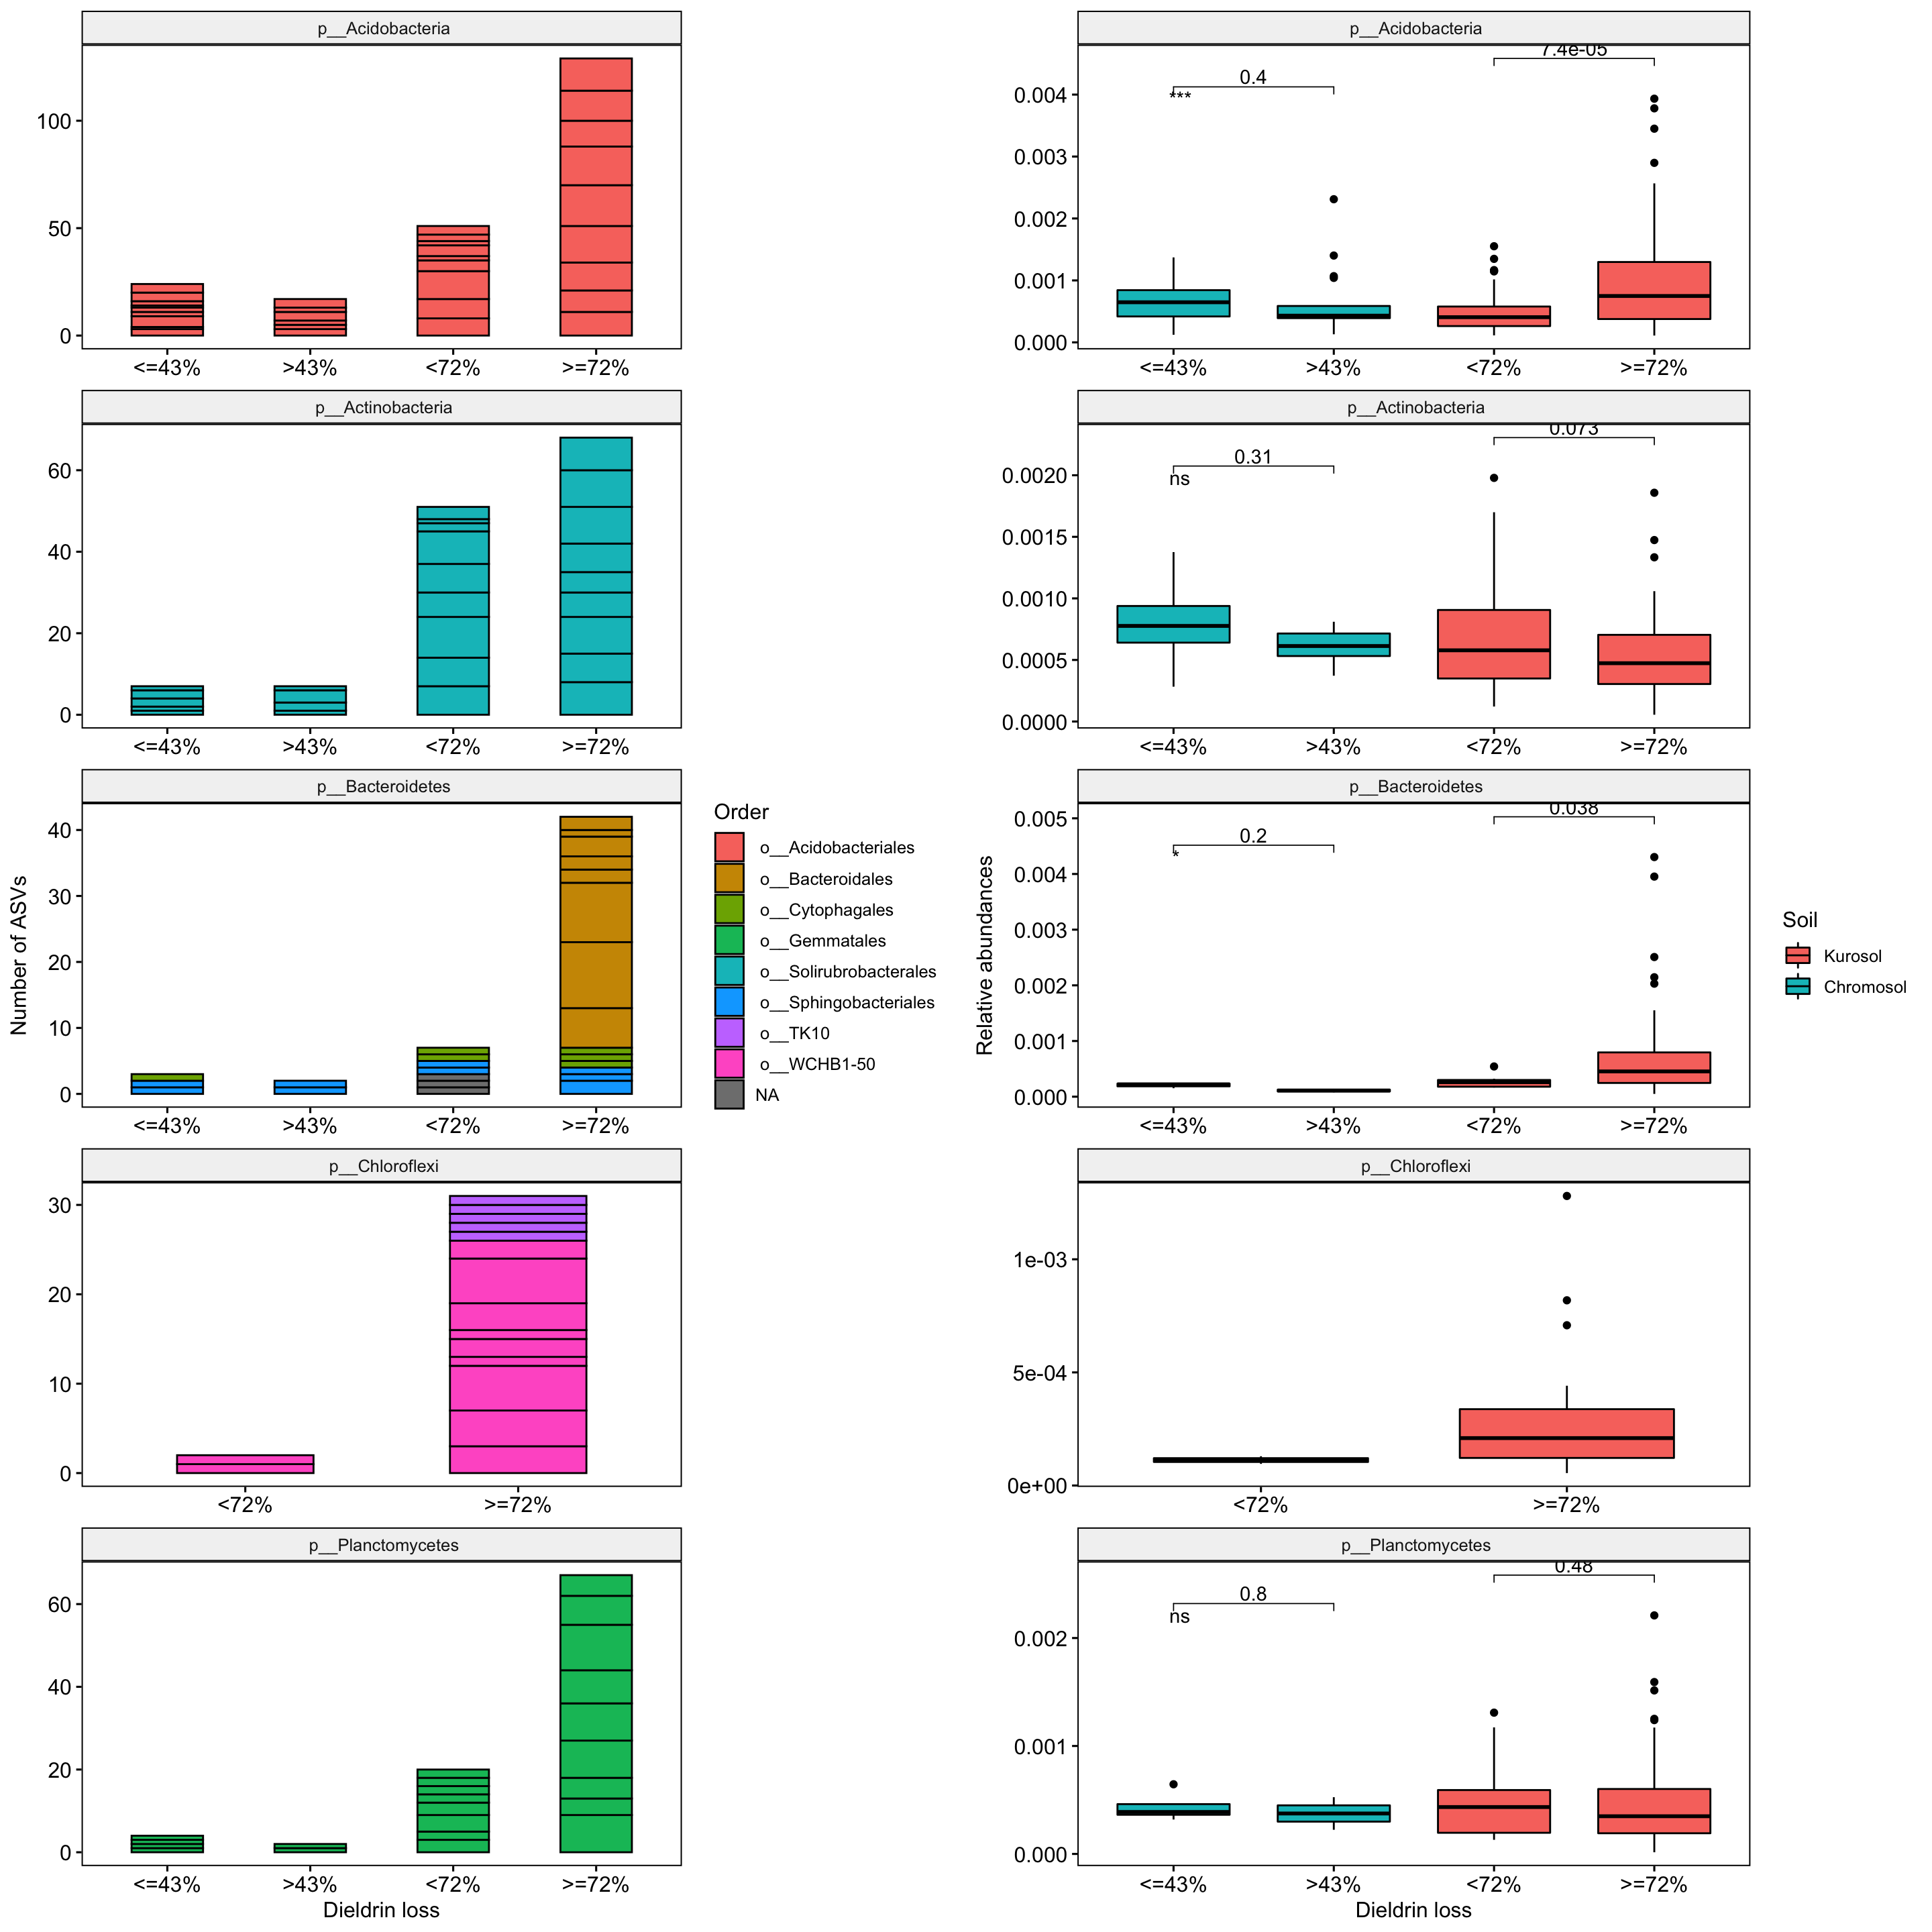 p__Acidobacteria
100
50
0
<=43% >43% <72% >=72%
p__Actinobacteria
60
40
20
0
<=43% >43% <72% >=72%
p__Bacteroidetes
40
30
20
10
0
<=43% >43% <72% >=72%
p__Chloroflexi
30
20
10
0
<72% >=72%
p__Planctomycetes
60
40
20
0
<=43% >43% <72% >=72%
Dieldrin loss
Number of ASVs
Order
o__Acidobacteriales
o__Bacteroidales
o__Cytophagales
o__Gemmatales
o__Solirubrobacterales
o__Sphingobacteriales
o__TK10
o__WCHB1-50
NA
p__Acidobacteria
7.4e-05
0.4
***
0.004
0.003
0.002
0.001
0.000
<=43% >43% <72% >=72%
p__Actinobacteria
0.073
0.31
ns
0.0020
0.0015
0.0010
0.0005
0.0000
<=43% >43% <72% >=72%
p__Bacteroidetes
0.038
0.2
*
0.005
0.004
0.003
0.002
0.001
0.000
<=43% >43% <72% >=72%
p__Chloroflexi
1e-03
5e-04
0e+00
<72% >=72%
p__Planctomycetes
0.48
0.8
ns
0.002
0.001
0.000
<=43% >43% <72% >=72%
Dieldrin loss
Relative abundances
Soil
Kurosol
Chromosol